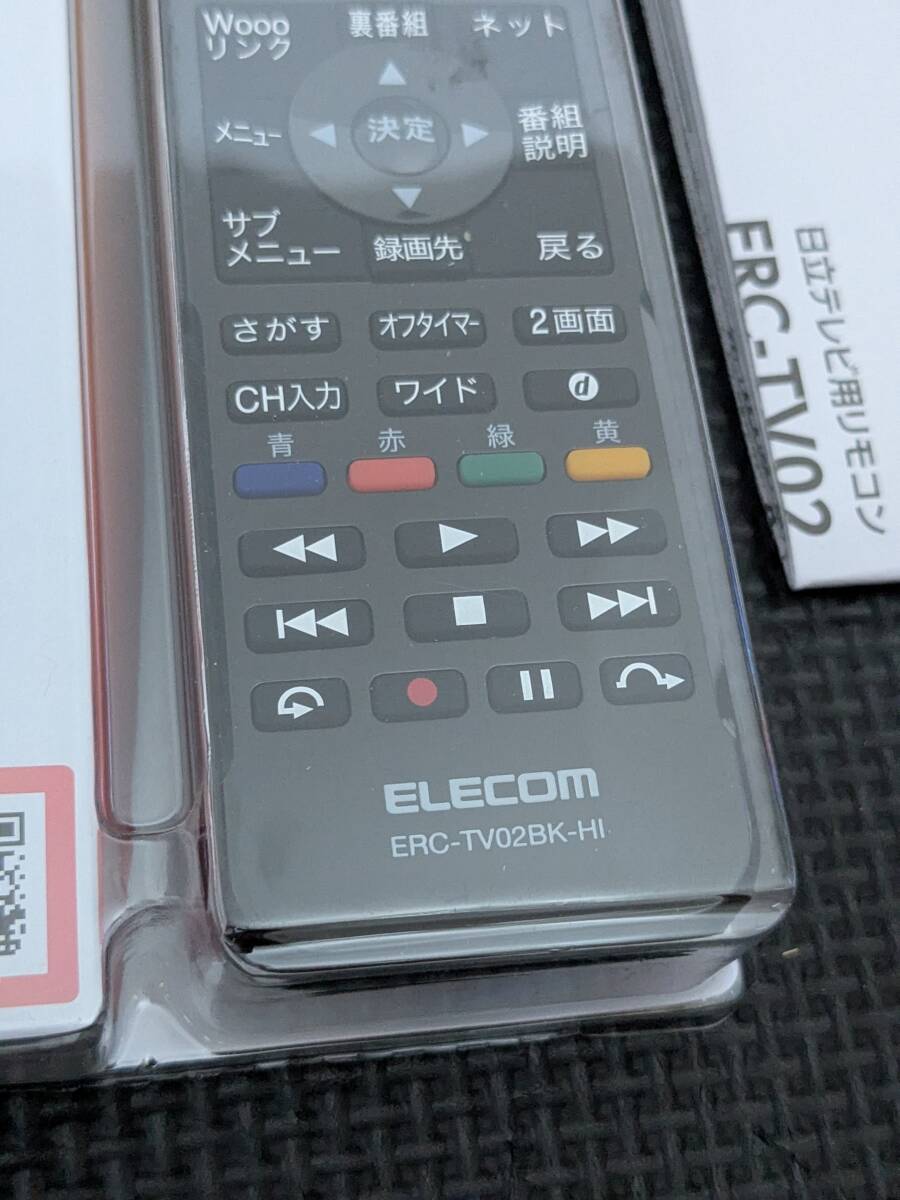 Wooo
リンク
裏番組
ネット
メニュー
決定
番組
説明
サブ
メニュー
録画先
戻る
さがす
オフタイマー
2画面
CH入力
ワイド
d
青
赤
緑
黄
ELECOM
ERC-TV02BK-HI
日立テレビ用リモコン
ERC-TV02